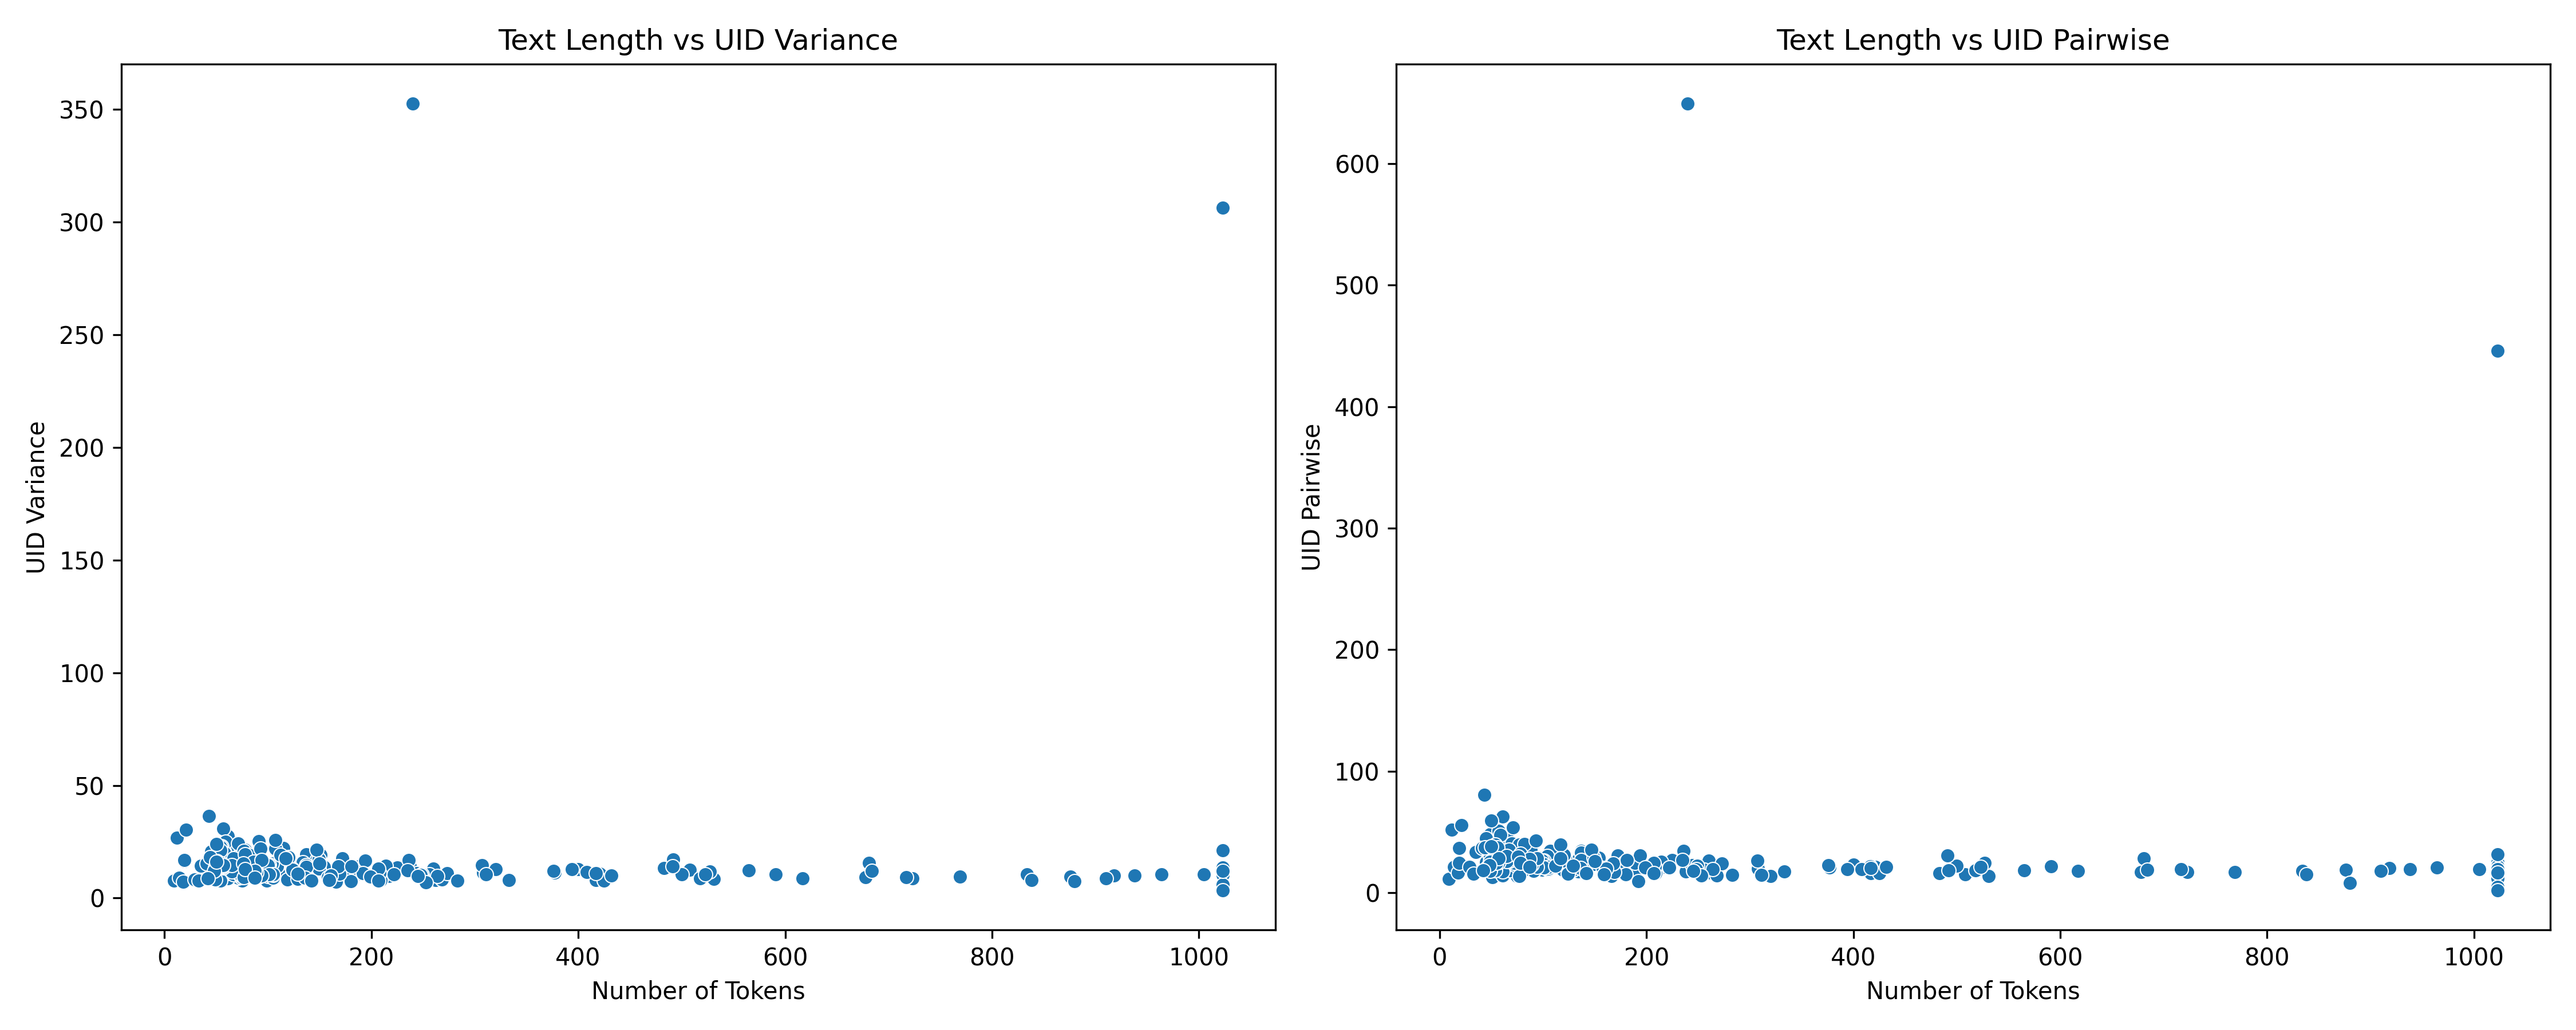 Text Length vs UID Variance
UID Variance
350
300
250
200
150
100
50
0
0 200 400 600 800 1000
Number of Tokens
Text Length vs UID Pairwise
UID Pairwise
600
500
400
300
200
100
0
0 200 400 600 800 1000
Number of Tokens